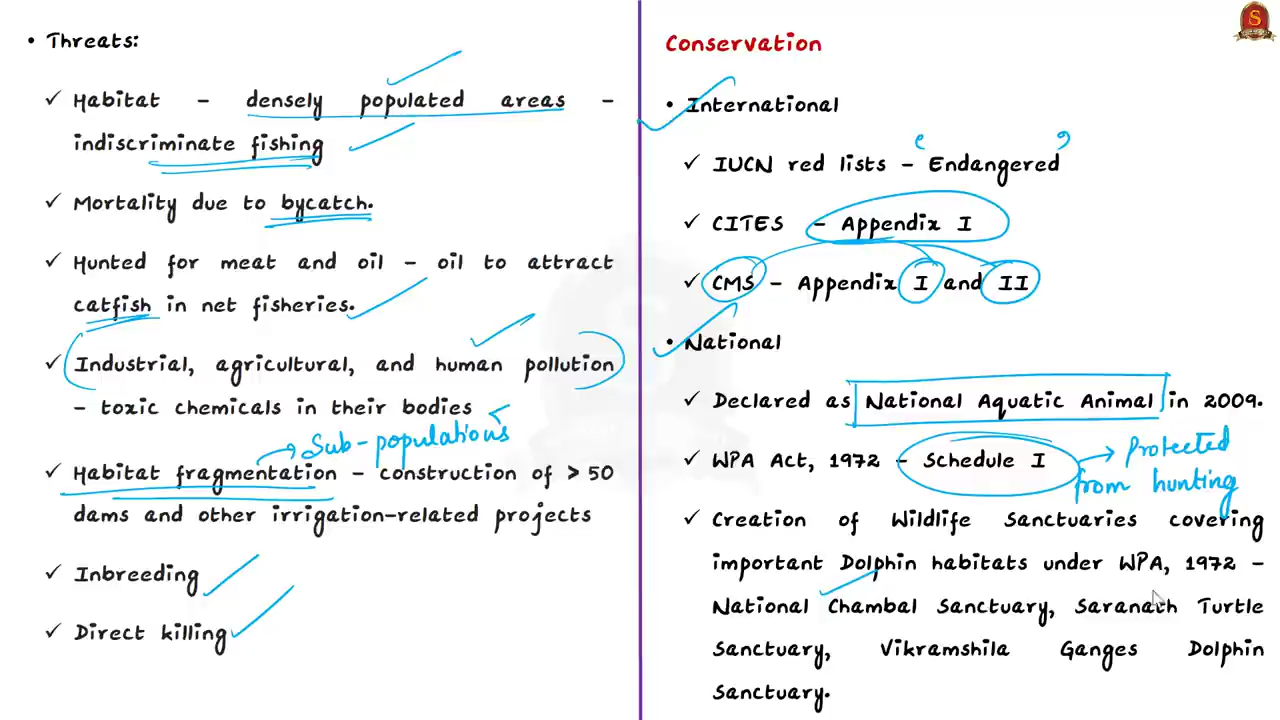 • Threats:
✓ Habitat - densely populated areas -
indiscriminate fishing
✓ Mortality due to bycatch.
✓ Hunted for meat and oil - oil to attract
catfish in net fisheries.
✓ Industrial, agricultural, and human pollution
- toxic chemicals in their bodies
→ Sub-populations
✓ Habitat fragmentation - construction of > 50
dams and other irrigation-related projects
✓ Inbreeding
✓ Direct killing
Conservation
• International
✓ IUCN red lists - 'Endangered'
✓ CITES - Appendix I
✓ CMS - Appendix I and II
• National
✓ Declared as National Aquatic Animal in 2009.
✓ WPA Act, 1972 - Schedule I → Protected
from hunting
✓ Creation of Wildlife Sanctuaries covering
important Dolphin habitats under WPA, 1972 -
National Chambal Sanctuary, Saranath Turtle
Sanctuary, Vikramshila Ganges Dolphin
Sanctuary.
S